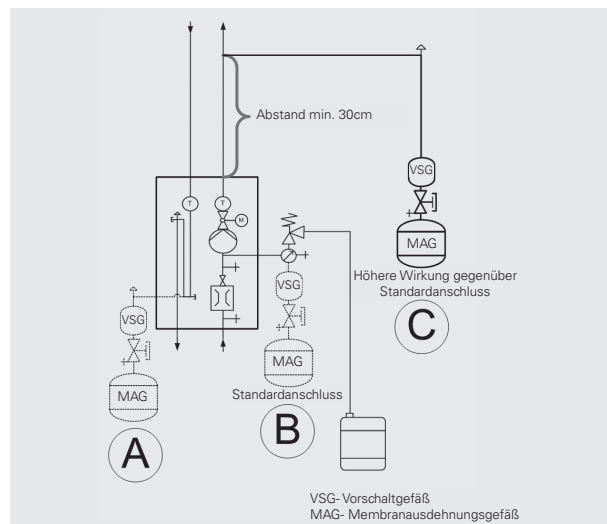 Abstand min. 30cm
T
T
M
VSG
MAG
Höhere Wirkung gegenüber
Standardanschluss
C
VSG
MAG
Standardanschluss
B
VSG
MAG
A
VSG- Vorschaltgefäß
MAG- Membranausdehnungsgefäß